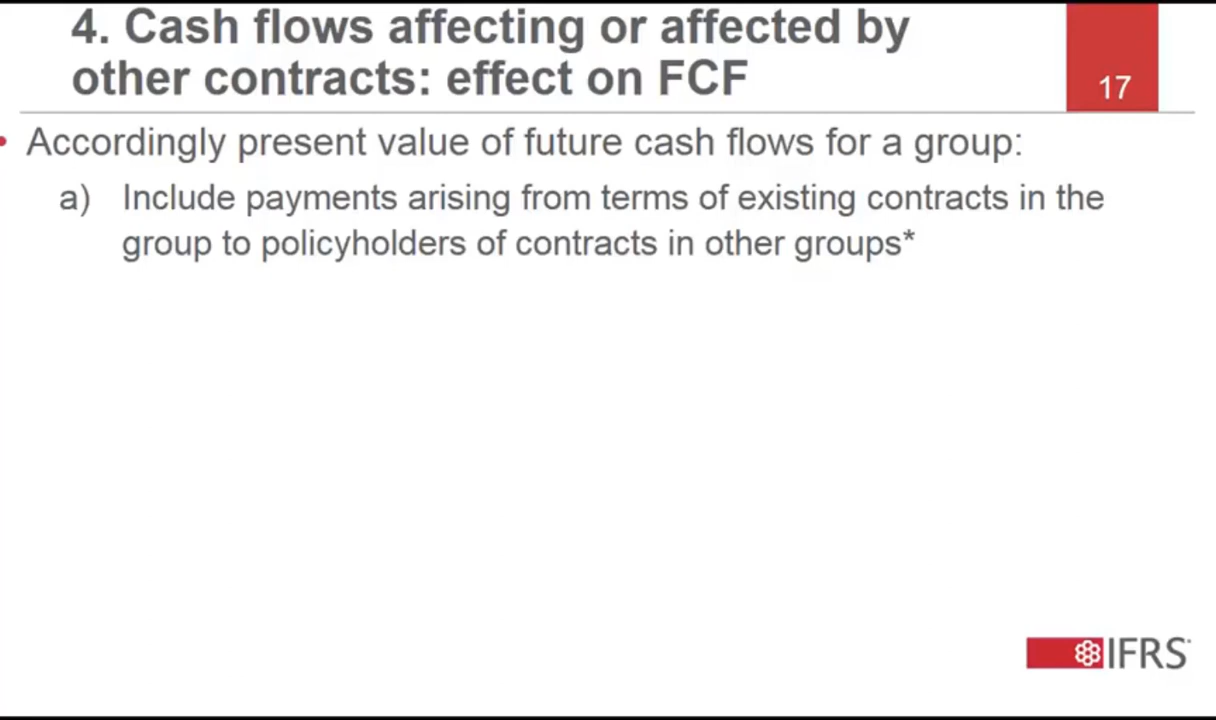 4. Cash flows affecting or affected by
other contracts: effect on FCF
17
• Accordingly present value of future cash flows for a group:
a) Include payments arising from terms of existing contracts in the
group to policyholders of contracts in other groups*
IFRS